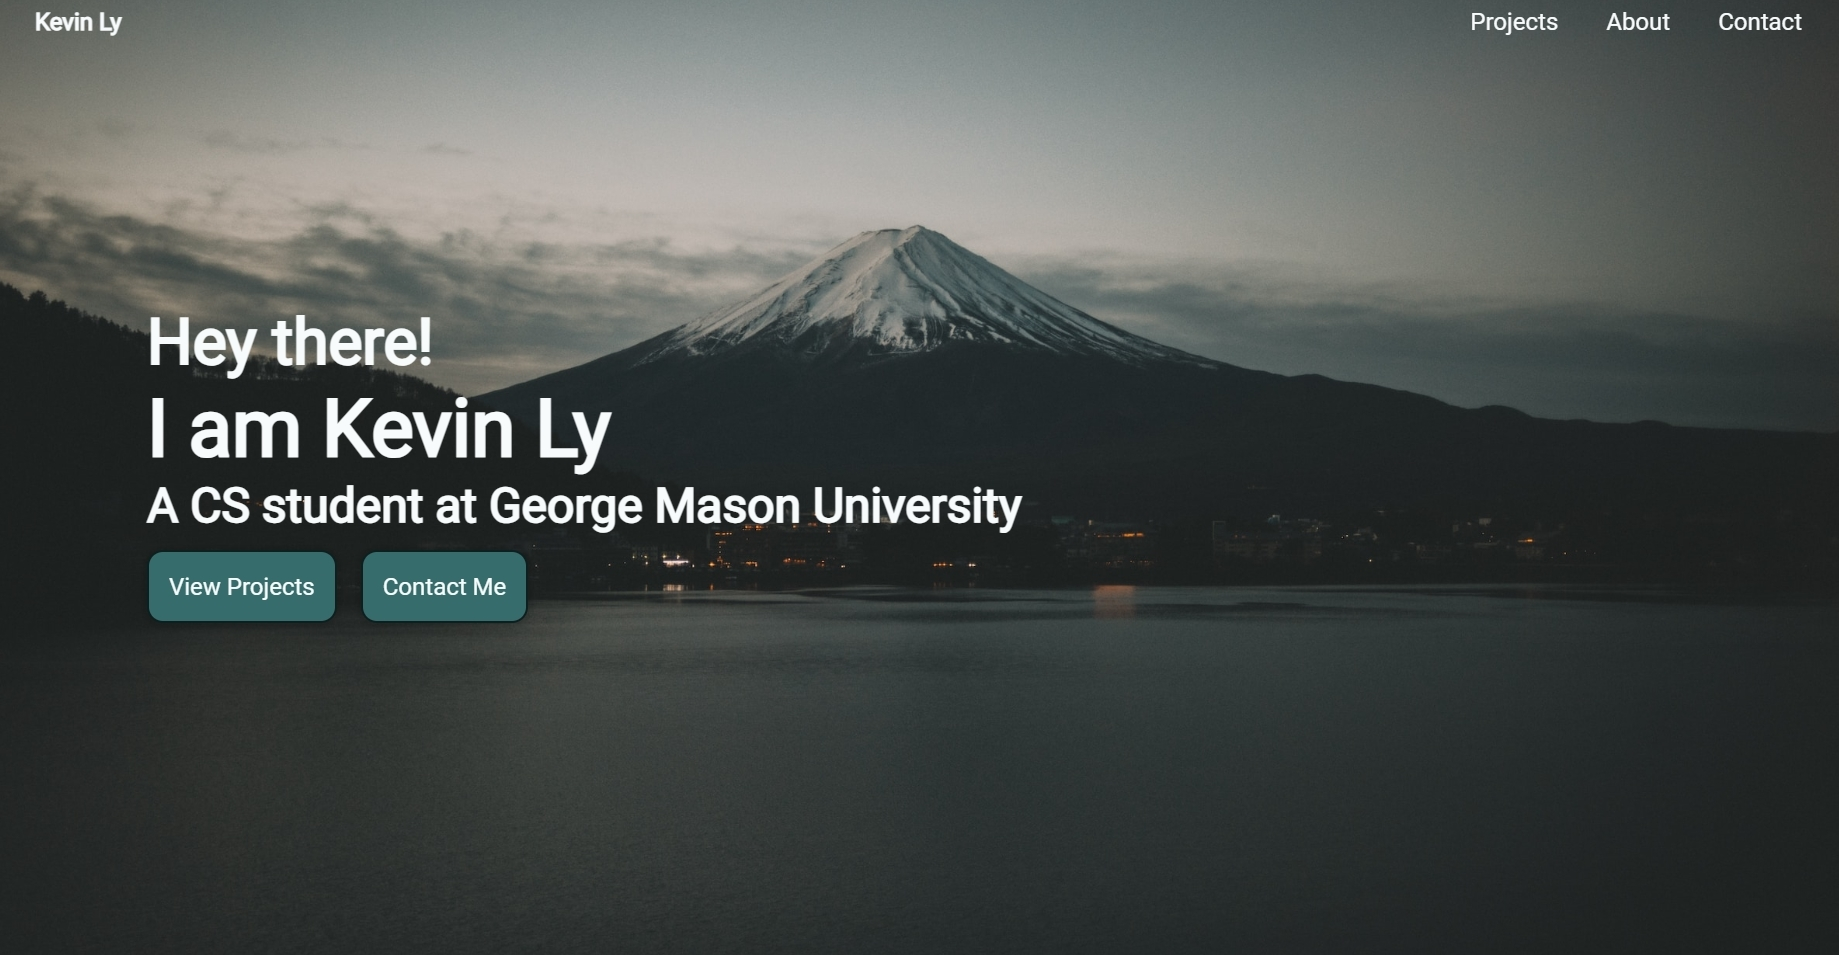 Kevin Ly
Projects About Contact
Hey there!
I am Kevin Ly
A CS student at George Mason University
View Projects
Contact Me